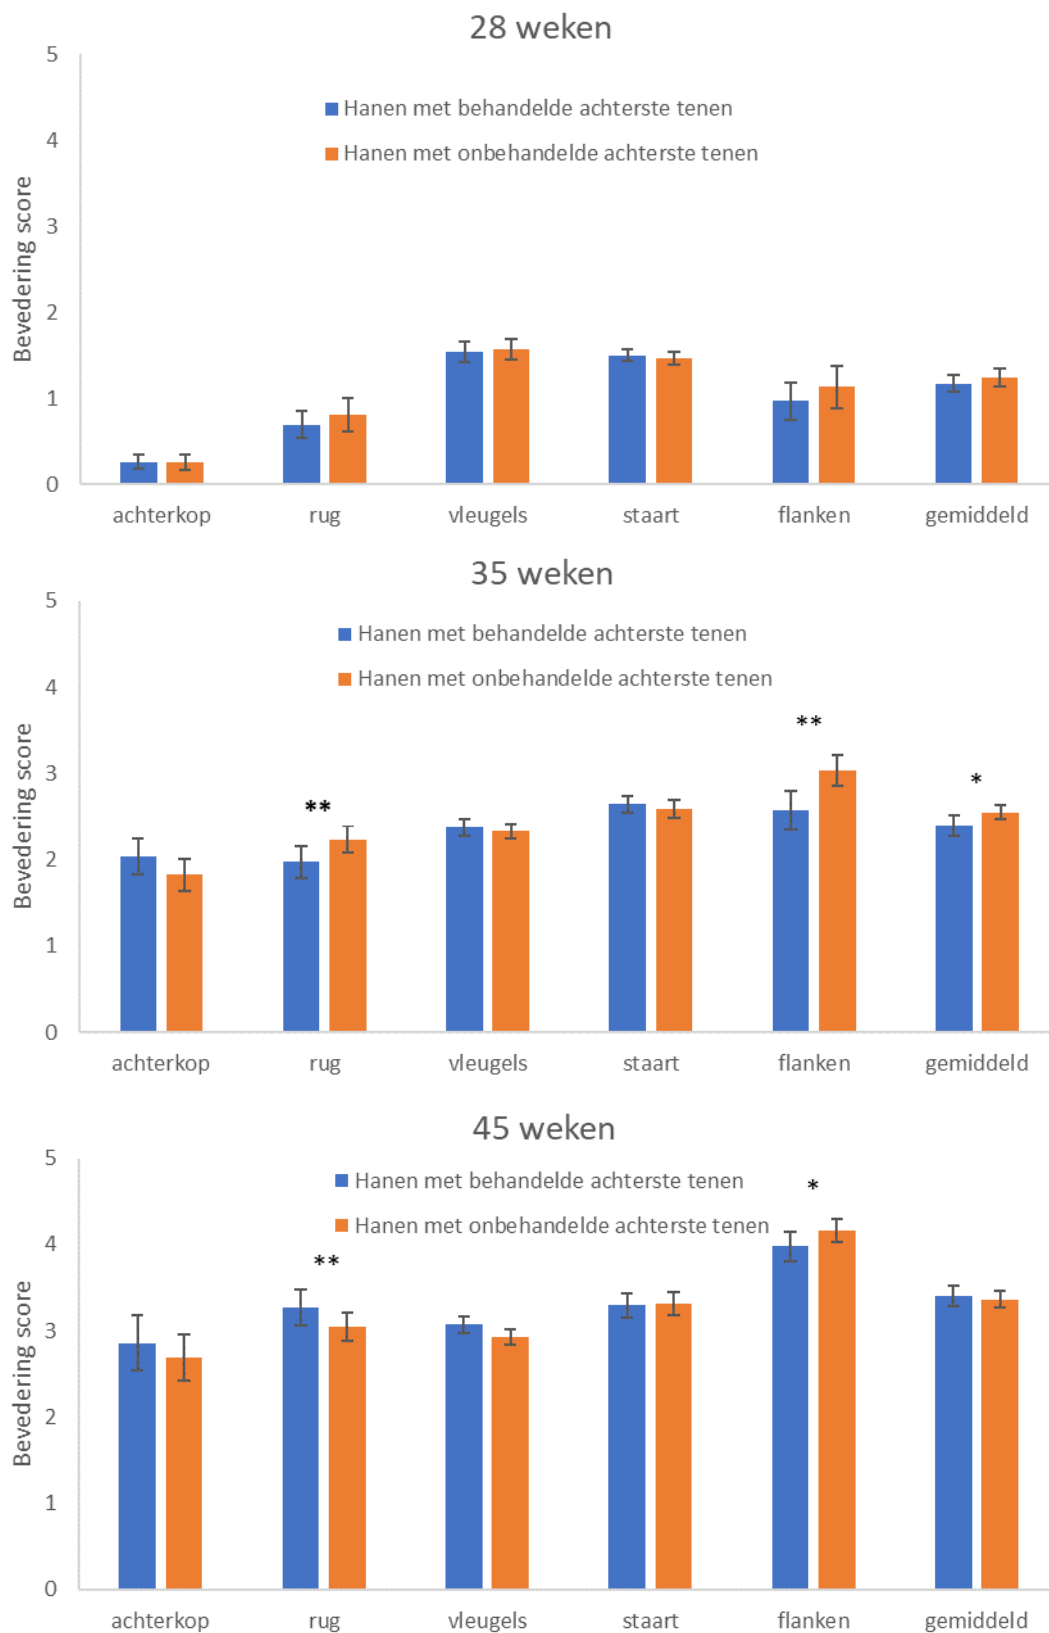 28 weken
5
Hanen met behandelde achterste tenen
4
Hanen met onbehandelde achterste tenen
3
Bevedering score
2
1
0
achterkop rug vleugels staart flanken gemiddeld
35 weken
5
Hanen met behandelde achterste tenen
4
Hanen met onbehandelde achterste tenen
**
3
*
**
Bevedering score
2
1
0
achterkop rug vleugels staart flanken gemiddeld
45 weken
5
Hanen met behandelde achterste tenen
*
Hanen met onbehandelde achterste tenen
4
**
3
Bevedering score
2
1
0
achterkop rug vleugels staart flanken gemiddeld